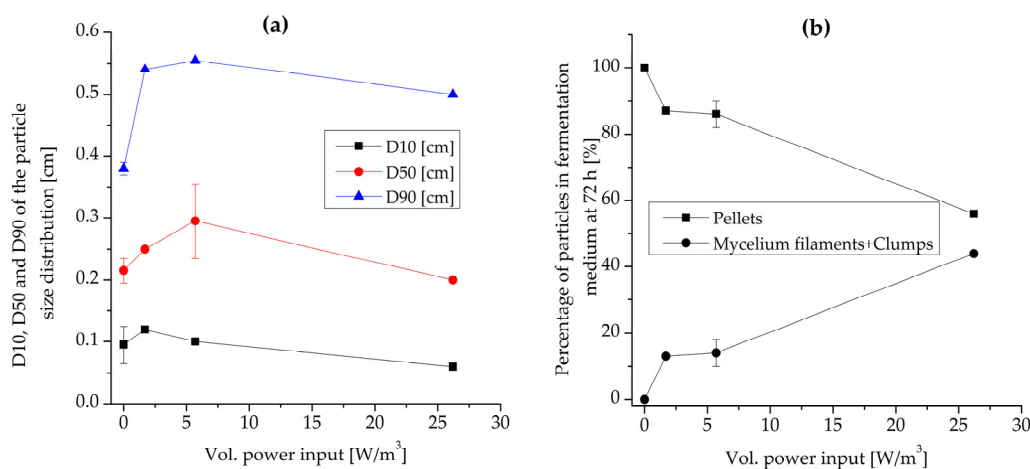 (a)
D10, D50 and D90 of the particle
size distribution [cm]
0.6
0.5
0.4
0.3
0.2
0.1
0.0
D10 [cm]
D50 [cm]
D90 [cm]
0 5 10 15 20 25 30
Vol. power input [W/m³]
(b)
Percentage of particles in fermentation
medium at 72 h [%]
100
80
60
40
20
0
Pellets
Mycelium filaments+Clumps
0 5 10 15 20 25 30
Vol. power input [W/m³]